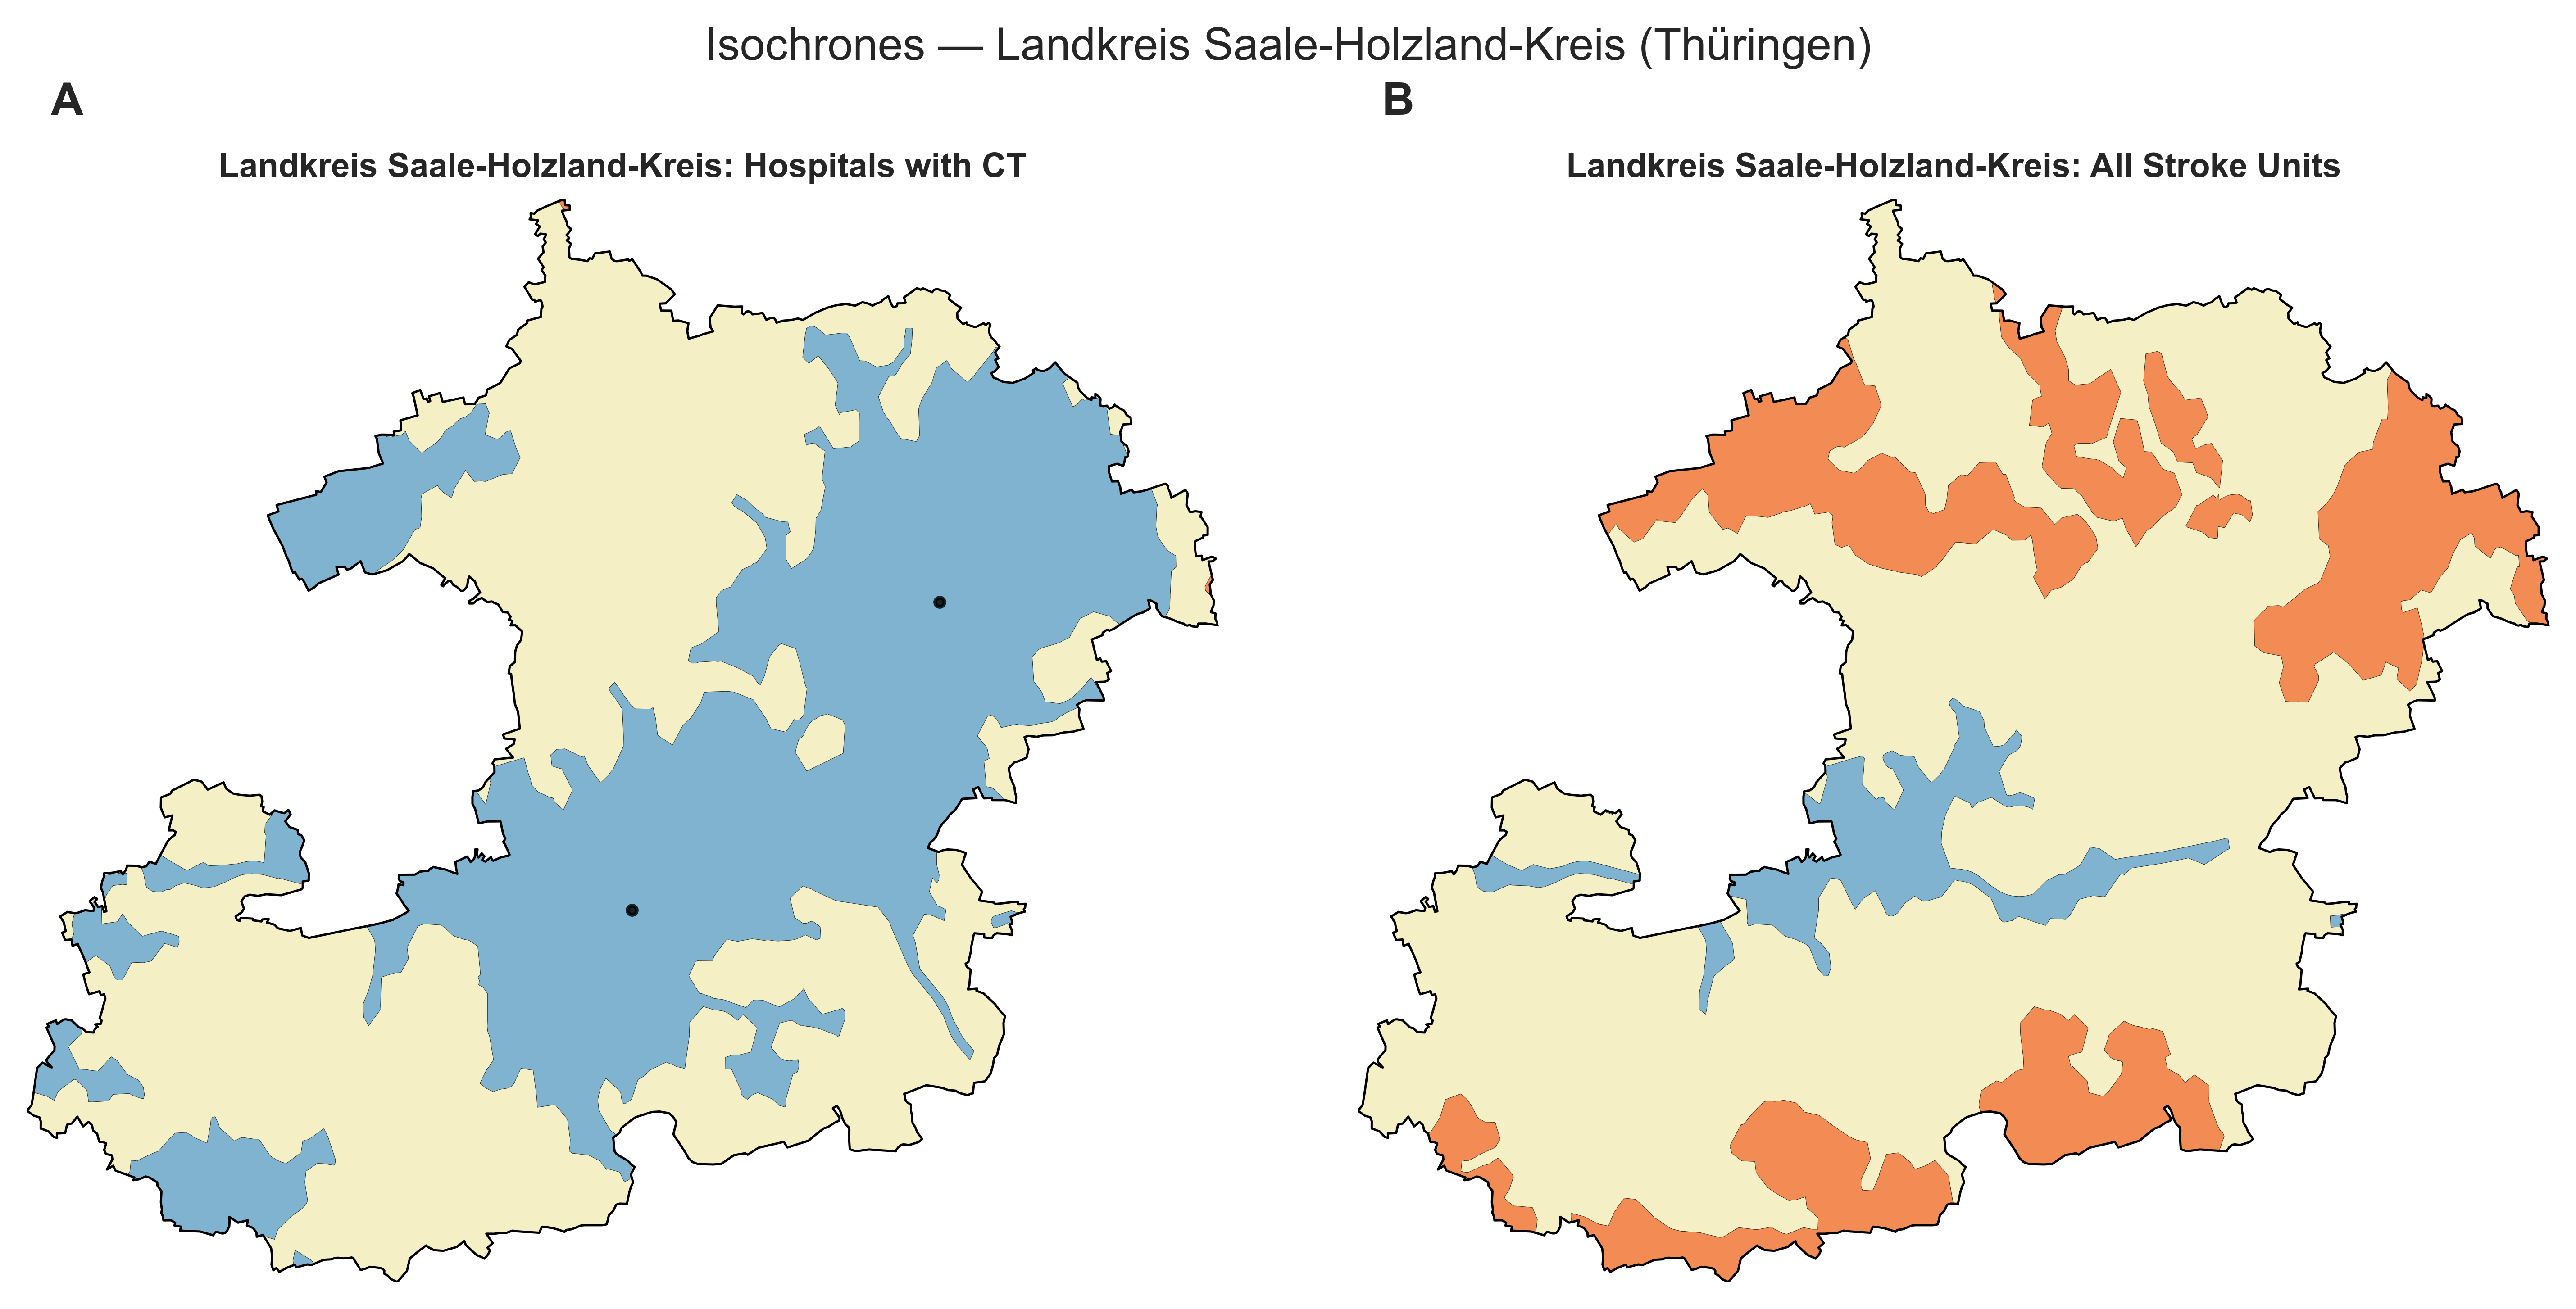 Isochrones — Landkreis Saale-Holzland-Kreis (Thüringen)
A
B
Landkreis Saale-Holzland-Kreis: Hospitals with CT
Landkreis Saale-Holzland-Kreis: All Stroke Units